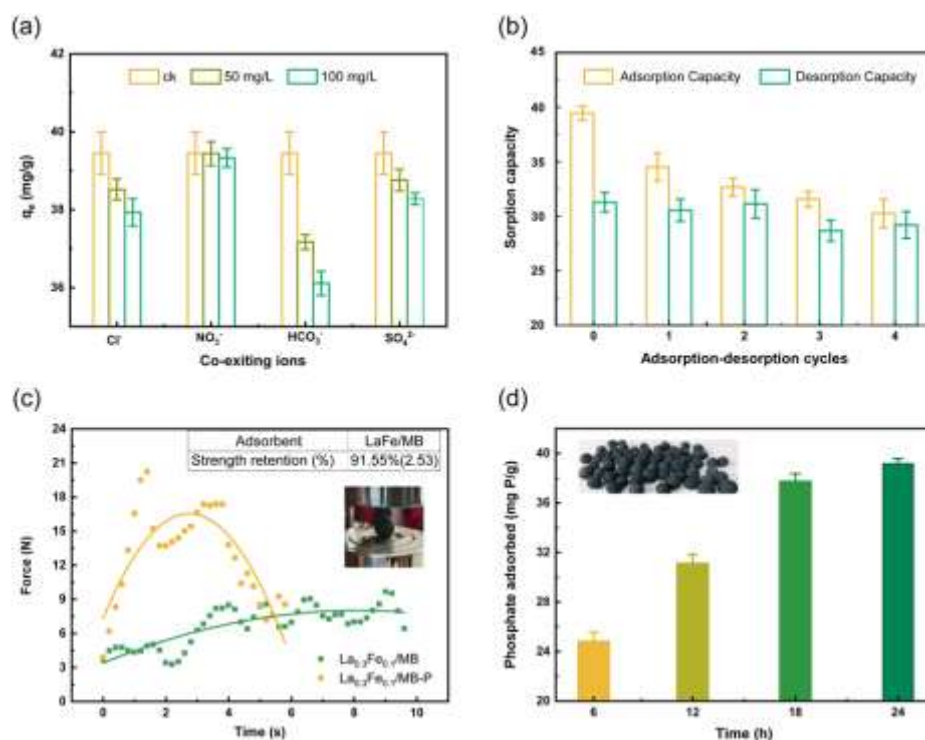 (a)
42
ck 50 mg/L 100 mg/L
40
38
36
qe (mg/g)
Cl- NO3- HCO3- SO42-
Co-exiting ions
(b)
45
Adsorption Capacity Desorption Capacity
40
35
30
25
20
Sorption capacity
0 1 2 3 4
Adsorption-desorption cycles
(c)
24
21
18
15
12
9
6
3
0
Force (N)
Adsorbent LaFe/MB
Strength retention (%) 91.55%(2.53)
La0.3Fe0.1/MB
La0.3Fe0.1/MB-P
0 2 4 6 8 10
Time (s)
(d)
40
36
32
28
24
20
Phosphate adsorbed (mg P/g)
6 12 18 24
Time (h)